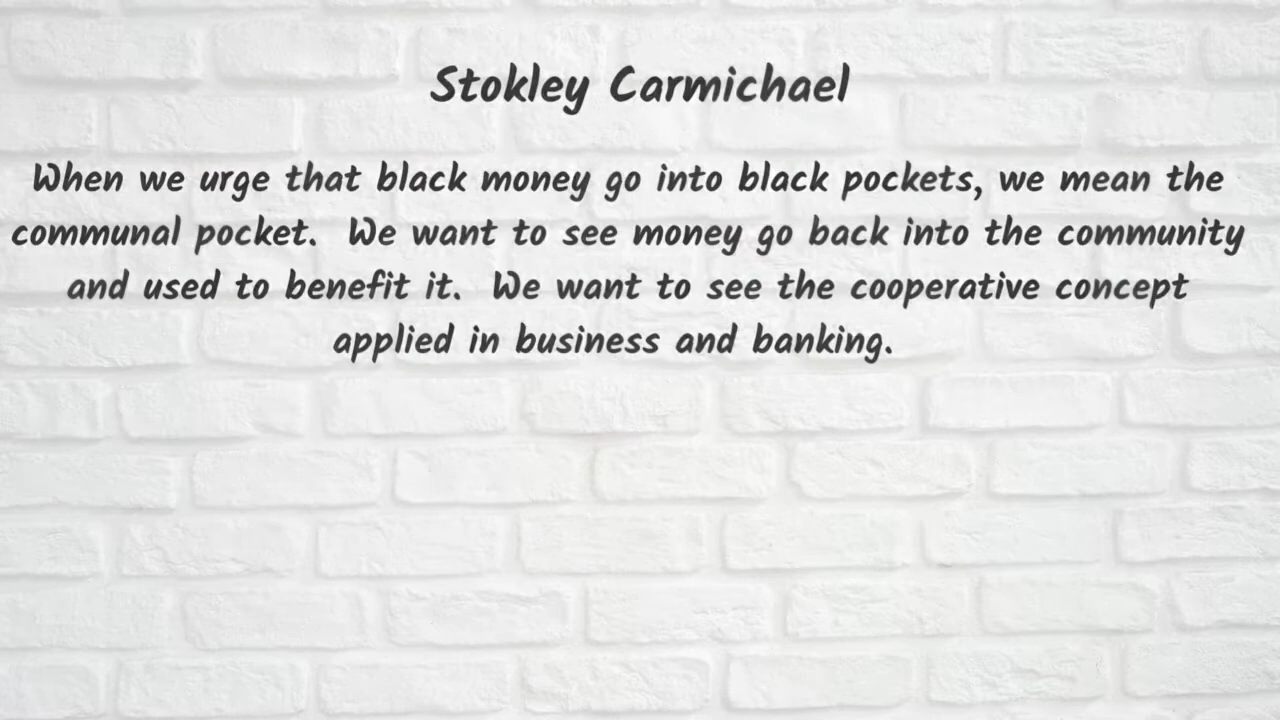 Stokley Carmichael
When we urge that black money go into black pockets, we mean the
communal pocket.  We want to see money go back into the community
and used to benefit it.  We want to see the cooperative concept
applied in business and banking.